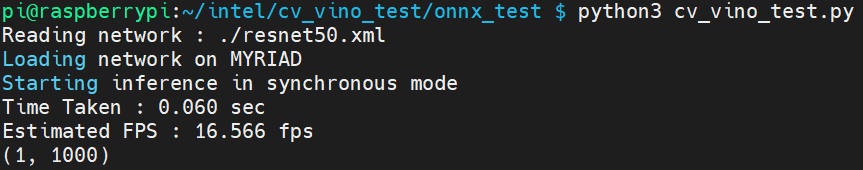 pi@raspberrypi:~/intel/cv_vino_test/onnx_test $ python3 cv_vino_test.py
Reading network : ./resnet50.xml
Loading network on MYRIAD
Starting inference in synchronous mode
Time Taken : 0.060 sec
Estimated FPS : 16.566 fps
(1, 1000)